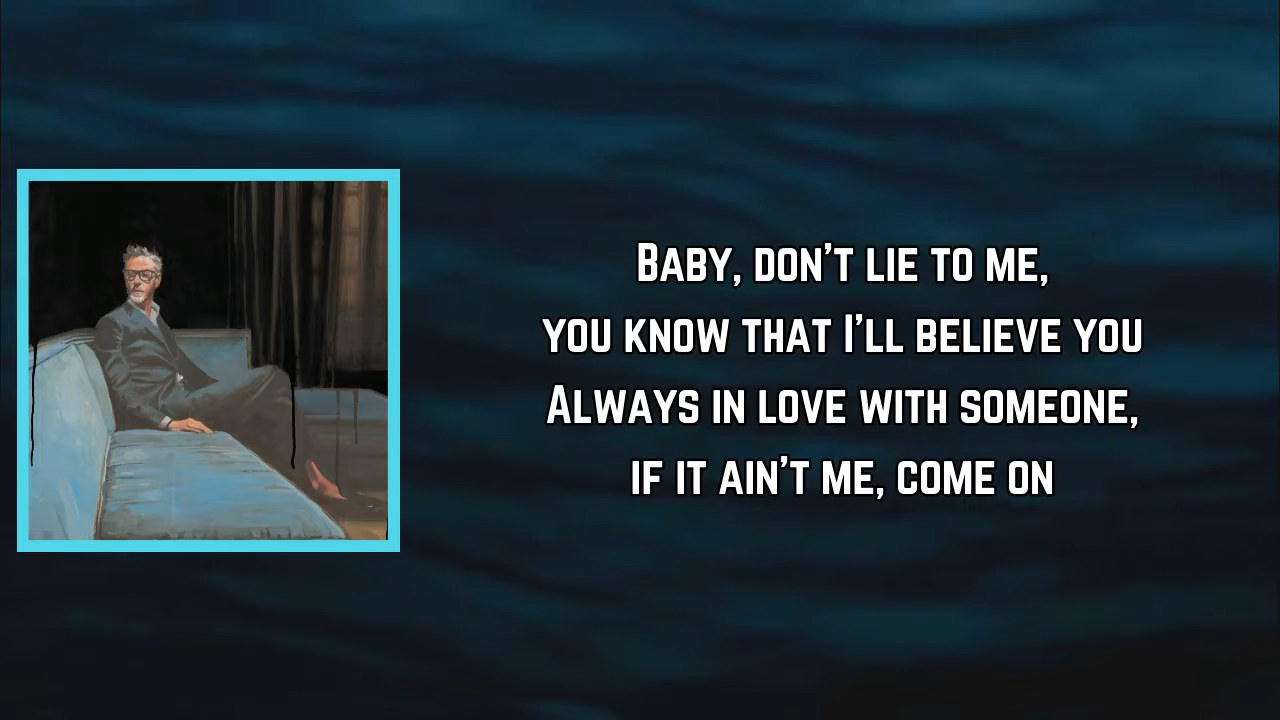 Baby, don't lie to me,
you know that I'll believe you
Always in love with someone,
if it ain't me, come on